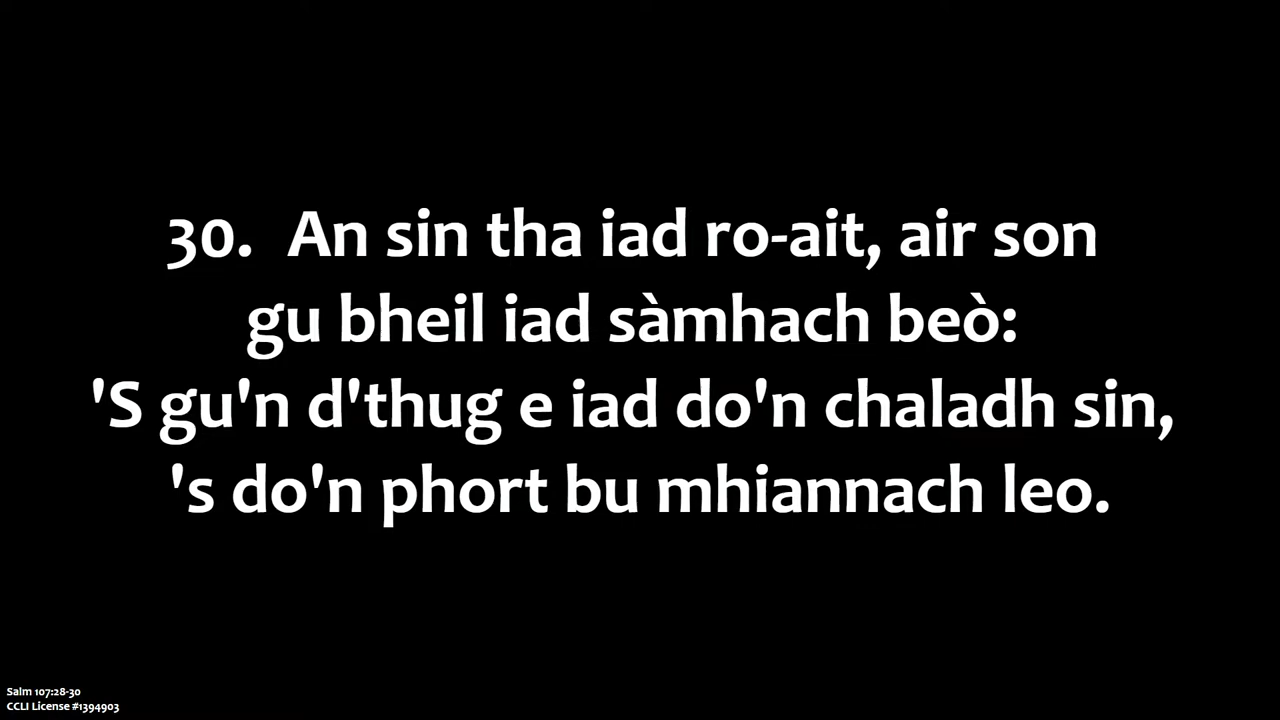 30. An sin tha iad ro-ait, air son
gu bheil iad sàmhach beò:
'S gu'n d'thug e iad do'n chaladh sin,
's do'n phort bu mhiannach leo.
Salm 107:28-30
CCLI License #1394903